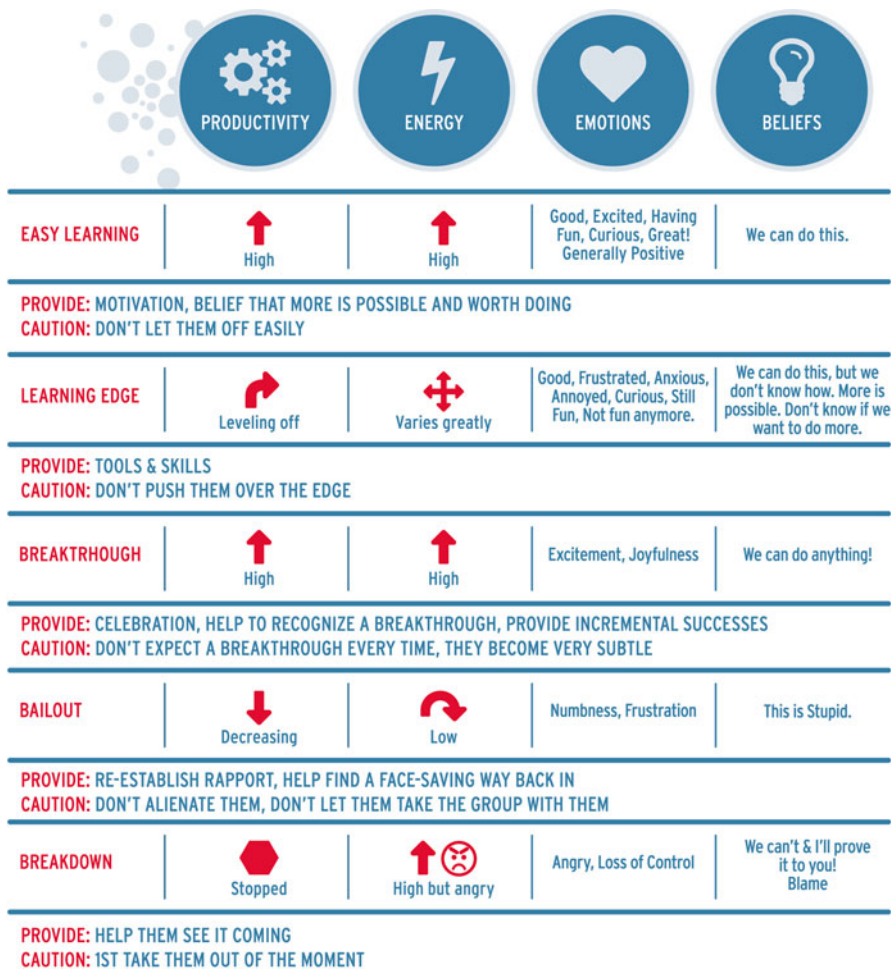 PRODUCTIVITY
ENERGY
EMOTIONS
BELIEFS
EASY LEARNING
High
High
Good, Excited, Having
Fun, Curious, Great!
Generally Positive
We can do this.
PROVIDE: MOTIVATION, BELIEF THAT MORE IS POSSIBLE AND WORTH DOING
CAUTION: DON'T LET THEM OFF EASILY
LEARNING EDGE
Leveling off
Varies greatly
Good, Frustrated, Anxious,
Annoyed, Curious, Still
Fun, Not fun anymore.
We can do this, but we
don't know how. More is
possible. Don't know if we
want to do more.
PROVIDE: TOOLS & SKILLS
CAUTION: DON'T PUSH THEM OVER THE EDGE
BREAKTRHOUGH
High
High
Excitement, Joyfulness
We can do anything!
PROVIDE: CELEBRATION, HELP TO RECOGNIZE A BREAKTHROUGH, PROVIDE INCREMENTAL SUCCESSES
CAUTION: DON'T EXPECT A BREAKTHROUGH EVERY TIME, THEY BECOME VERY SUBTLE
BAILOUT
Decreasing
Low
Numbness, Frustration
This is Stupid.
PROVIDE: RE-ESTABLISH RAPPORT, HELP FIND A FACE-SAVING WAY BACK IN
CAUTION: DON'T ALIENATE THEM, DON'T LET THEM TAKE THE GROUP WITH THEM
BREAKDOWN
Stopped
High but angry
Angry, Loss of Control
We can't & I'll prove
it to you!
Blame
PROVIDE: HELP THEM SEE IT COMING
CAUTION: 1ST TAKE THEM OUT OF THE MOMENT